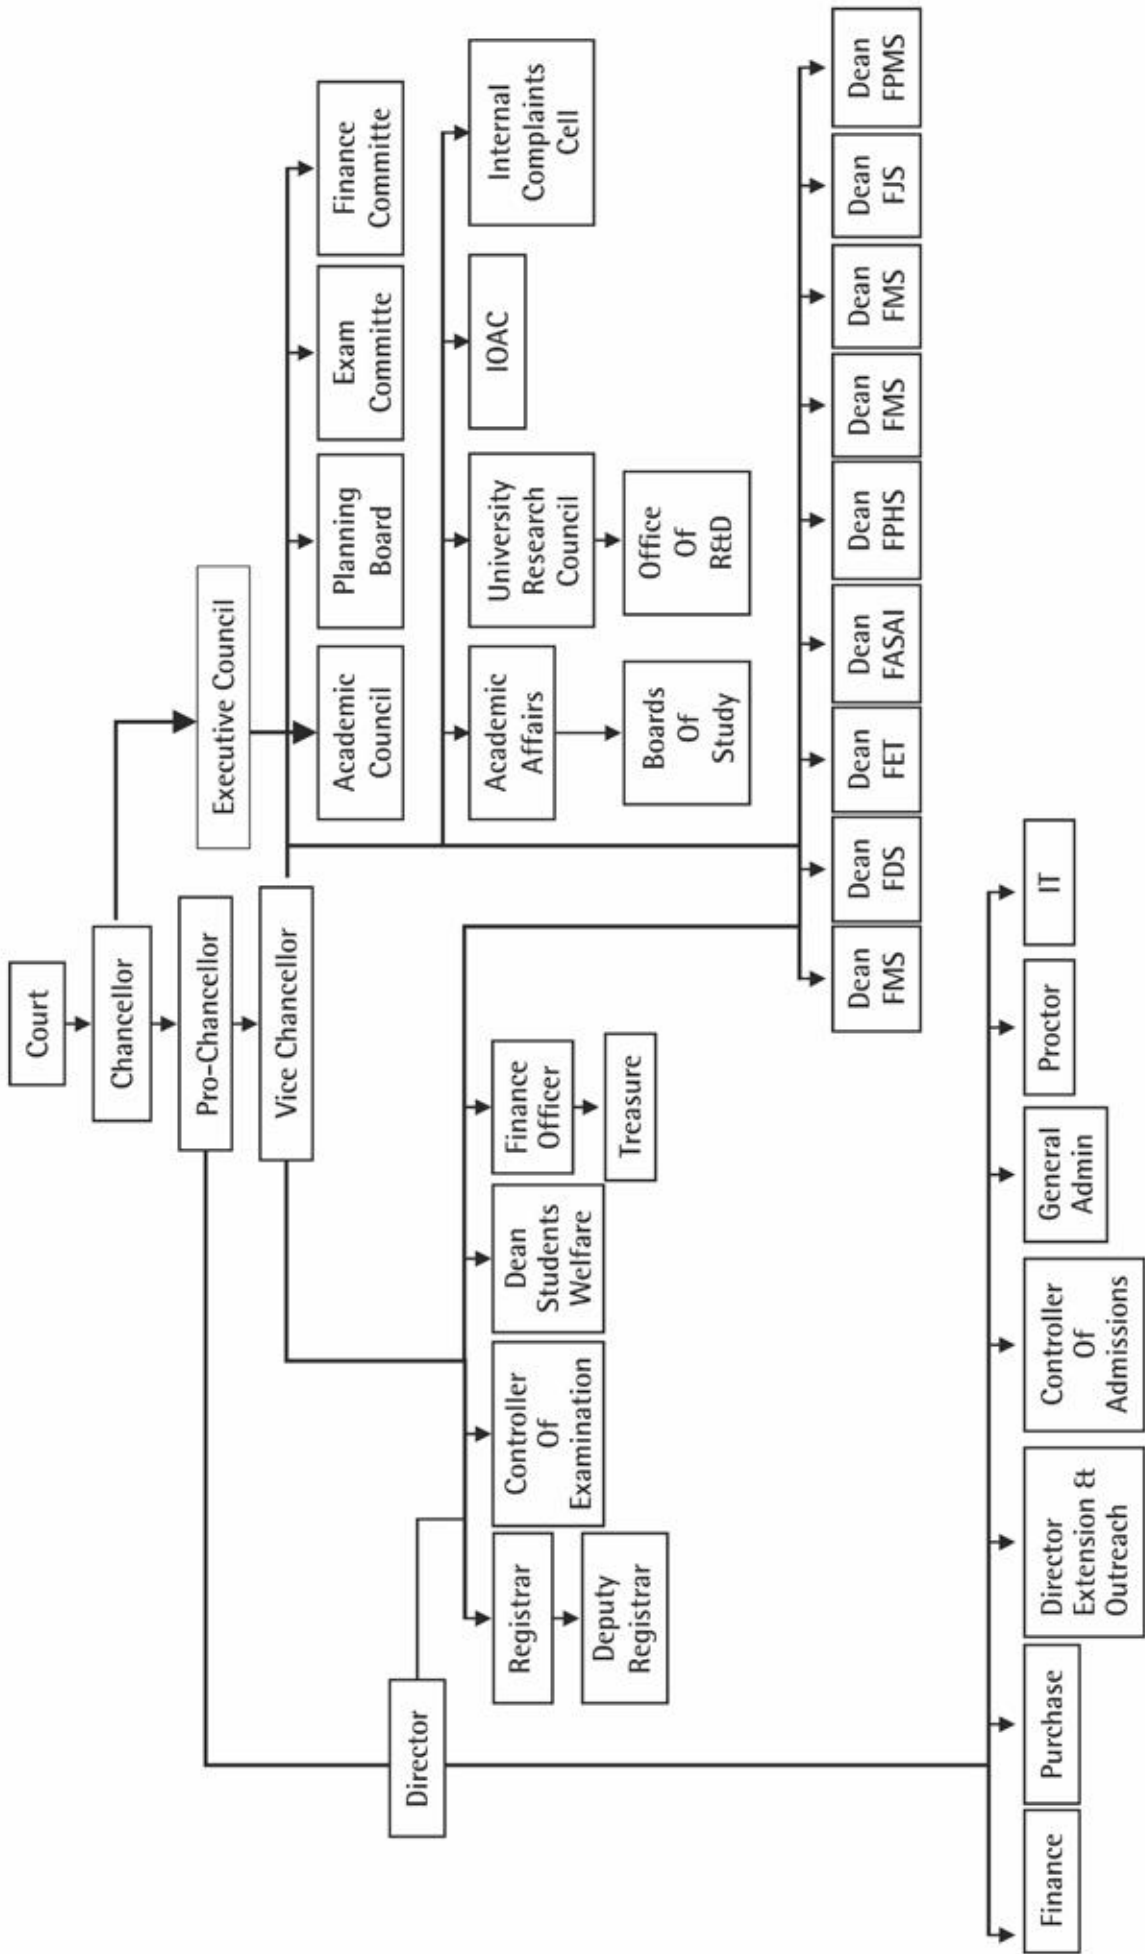 Court
Chancellor
Pro-Chancellor
Vice Chancellor
Executive Council
Academic
Council
Planning
Board
Exam
Committe
Finance
Committe
Director
Academic
Affairs
University
Research
Council
IOAC
Internal
Complaints
Cell
Registrar
Controller
Of
Examination
Dean
Students
Welfare
Finance
Officer
Deputy
Registrar
Treasure
Boards
Of
Study
Office
Of
R&D
Dean
FMS
Dean
FDS
Dean
FET
Dean
FASAI
Dean
FPHS
Dean
FMS
Dean
FMS
Dean
FJS
Dean
FPMS
Finance
Purchase
Director
Extension &
Outreach
Controller
Of
Admissions
General
Admin
Proctor
IT